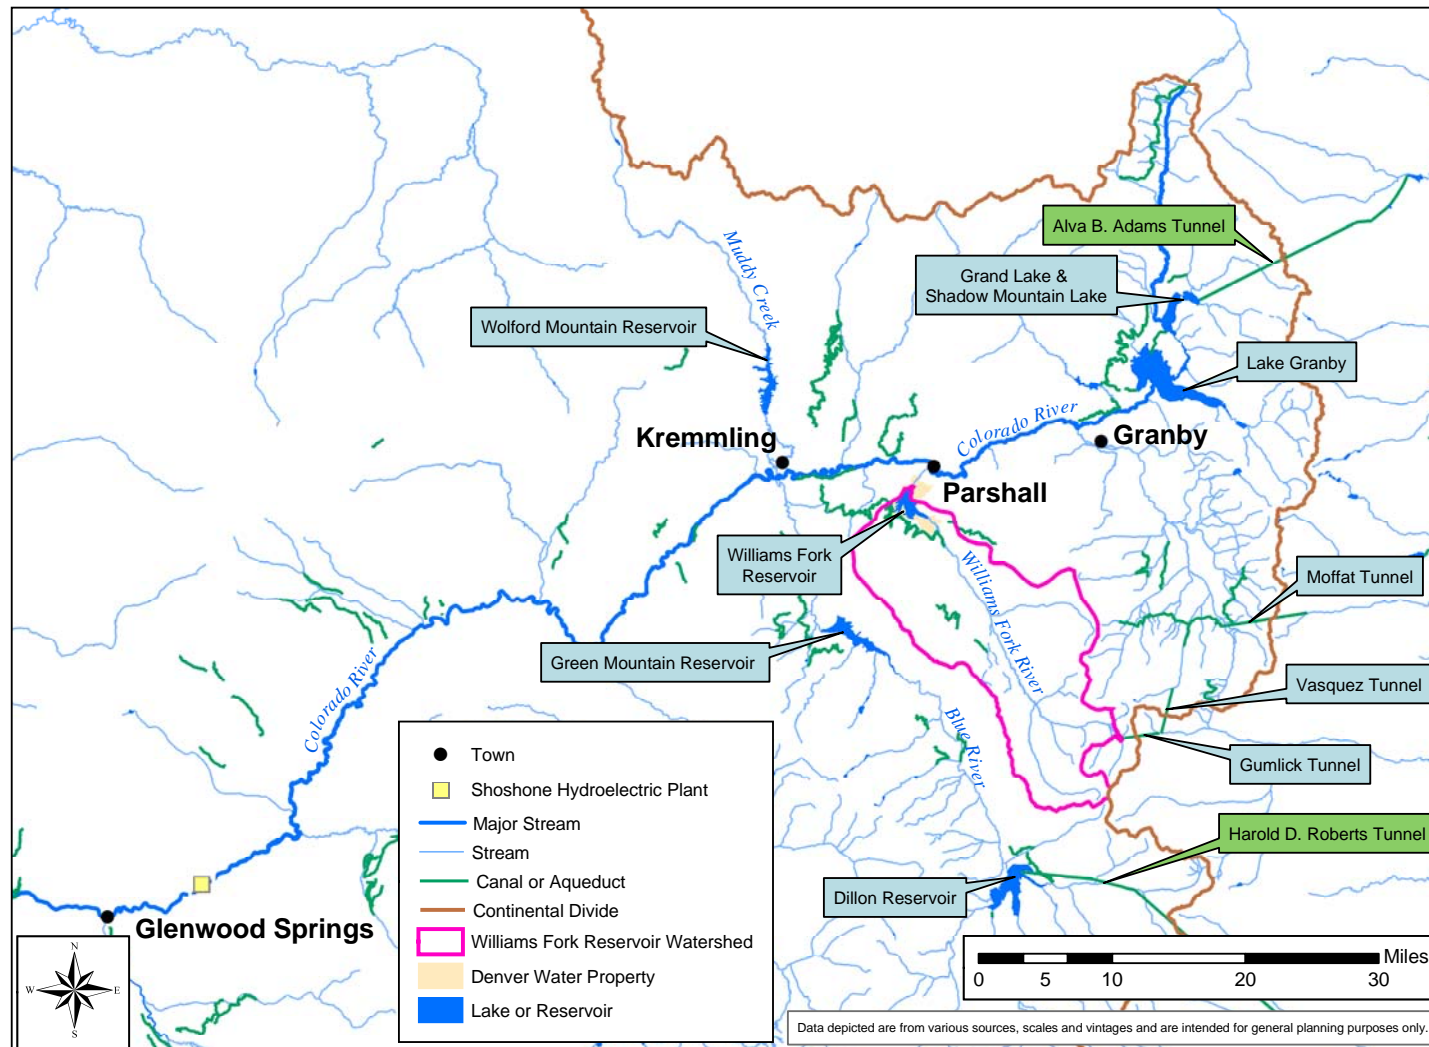 Alva B. Adams Tunnel
Grand Lake &
Shadow Mountain Lake
Muddy Creek
Wolford Mountain Reservoir
Lake Granby
Colorado River
Kremmling
Granby
Parshall
Williams Fork
Reservoir
Williams Fork River
Moffat Tunnel
Green Mountain Reservoir
Colorado River
Vasquez Tunnel
Blue River
Gumlick Tunnel
Harold D. Roberts Tunnel
Dillon Reservoir
Glenwood Springs
Town
Shoshone Hydroelectric Plant
Major Stream
Stream
Canal or Aqueduct
Continental Divide
Williams Fork Reservoir Watershed
Denver Water Property
Lake or Reservoir
N
W E
S
Miles
0 5 10 20 30
Data depicted are from various sources, scales and vintages and are intended for general planning purposes only.